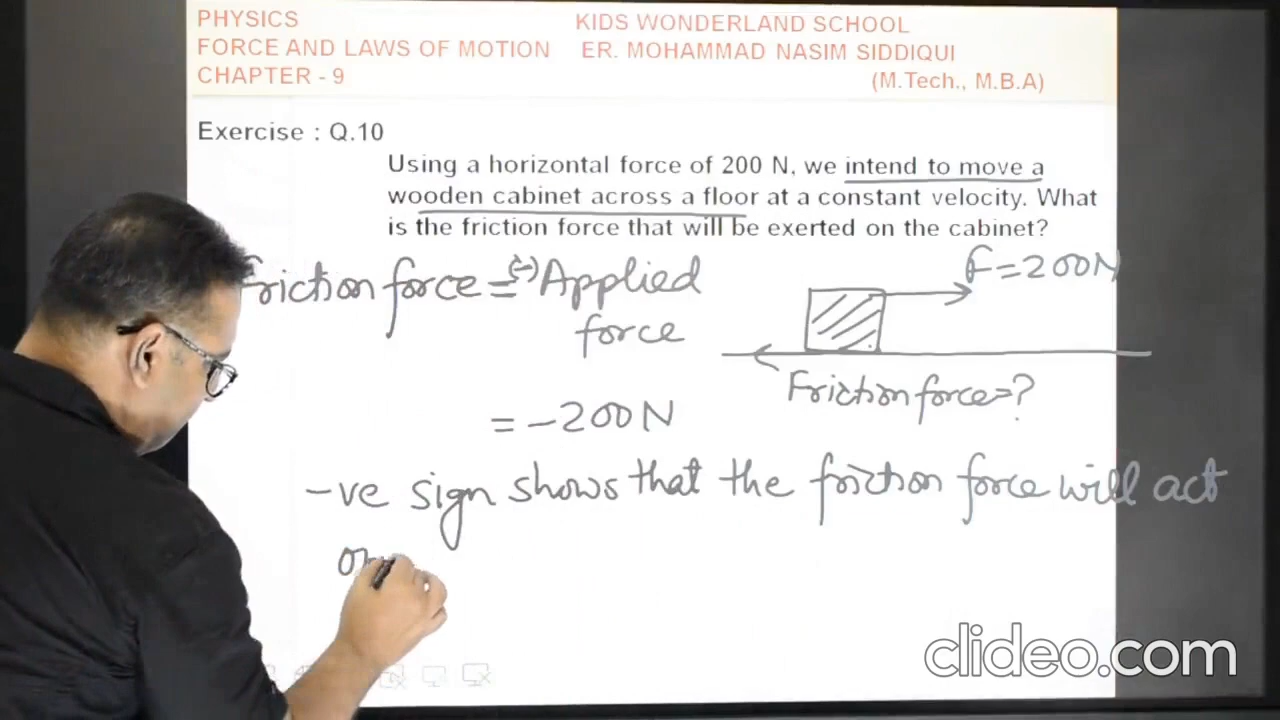 PHYSICS KIDS WONDERLAND SCHOOL
FORCE AND LAWS OF MOTION ER. MOHAMMAD NASIM SIDDIQUI
CHAPTER - 9 (M.Tech., M.B.A)
Exercise : Q.10
Using a horizontal force of 200 N, we intend to move a
wooden cabinet across a floor at a constant velocity. What
is the friction force that will be exerted on the cabinet?
Friction force = (-) Applied
force
F = 200N
Friction force = ?
= -200N
-ve sign shows that the friction force will act
clideo.com